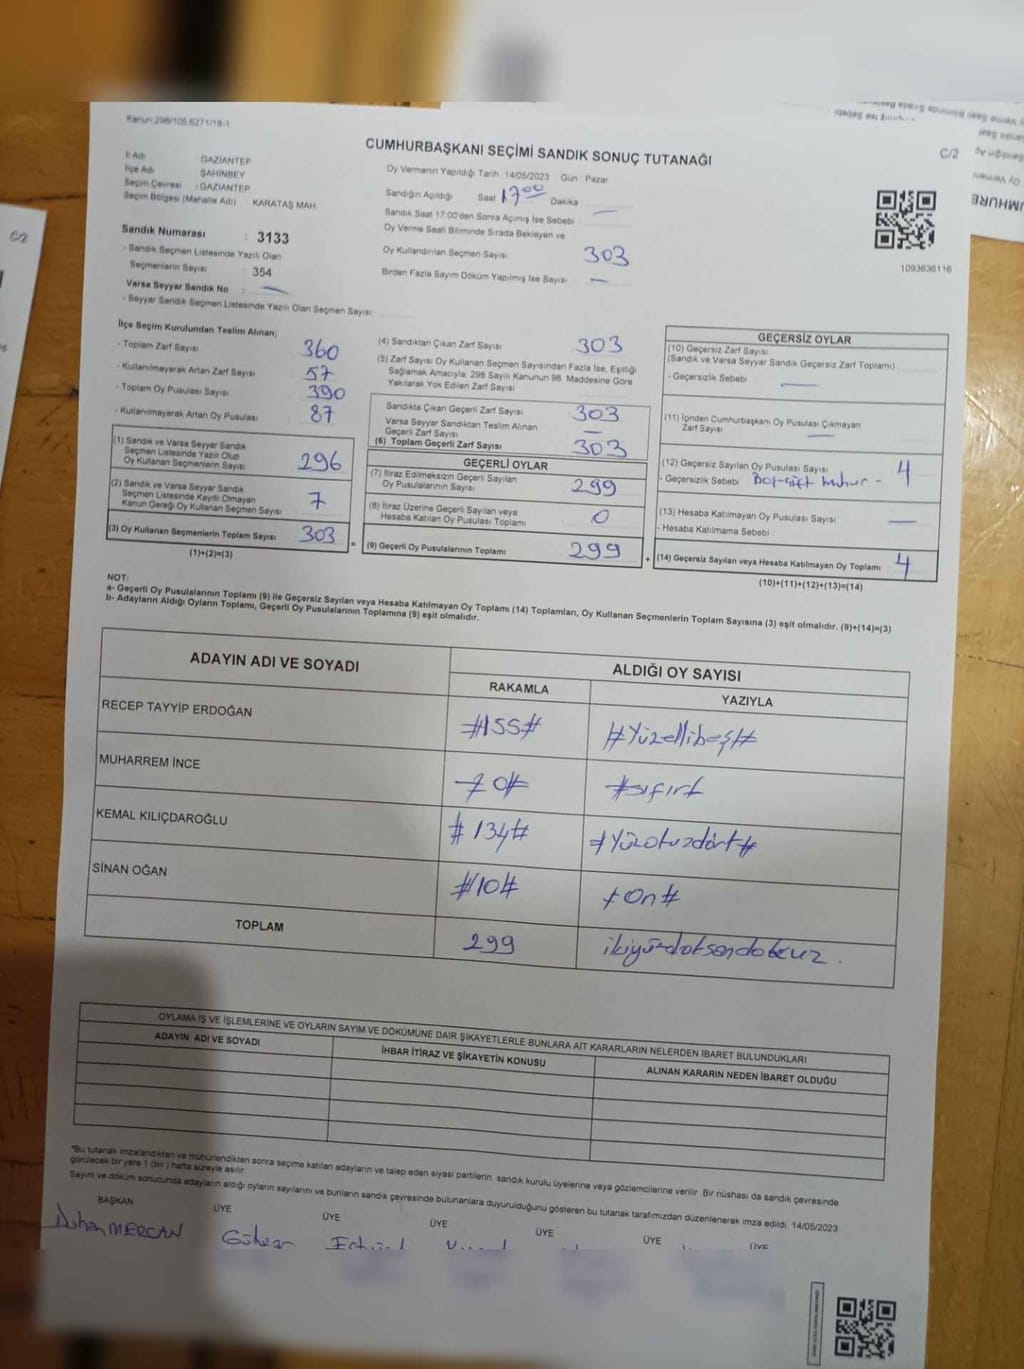 Kanun:298/105.6271/18-1
CUMHURBAŞKANI SEÇİMİ SANDIK SONUÇ TUTANAĞI
C/2
İl Adı : GAZİANTEP
İlçe Adı : ŞAHİNBEY
Seçim Çevresi : GAZİANTEP
Seçim Bölgesi (Mahalle Adı) : KARATAŞ MAH.
Sandık Numarası : 3133
- Sandık Seçmen Listesinde Yazılı Olan
Seçmenlerin Sayısı : 354
Varsa Seyyar Sandık No : —
- Seyyar Sandık Seçmen Listesinde Yazılı Olan Seçmen Sayısı:
Oy Vermenin Yapıldığı Tarih: 14/05/2023 Gün : Pazar
Sandığın Açıldığı Saat 17 00 Dakika
Sandık Saat 17:00'den Sonra Açımış İse Sebebi : —
Oy Verme Saati Bitiminde Sırada Bekleyen ve
Oy Kullandırılan Seçmen Sayısı : 303
Birden Fazla Sayım Döküm Yapılmış İse Sayısı : —
1093636116
İlçe Seçim Kurulundan Teslim Alınan;
- Toplam Zarf Sayısı : 360
- Kullanılmayarak Artan Zarf Sayısı : 57
- Toplam Oy Pusulası Sayısı : 390
- Kullanılmayarak Artan Oy Pusulası : 87
(1) Sandık ve Varsa Seyyar Sandık
Seçmen Listesinde Yazılı Olup
Oy Kullanan Seçmenlerin Sayısı : 296
(2) Sandık ve Varsa Seyyar Sandık
Seçmen Listesinde Kayıtlı Olmayan
Kanun Gereği Oy Kullanan Seçmen Sayısı : 7
(3) Oy Kullanan Seçmenlerin Toplam Sayısı : 303
(1)+(2)=(3)
(4) Sandıktan Çıkan Zarf Sayısı : 303
(5) Zarf Sayısı Oy Kullanan Seçmen Sayısından Fazla İse, Eşitliği
Sağlamak Amacıyla; 298 Sayılı Kanunun 98. Maddesine Göre
Yakılarak Yok Edilen Zarf Sayısı :
Sandıkta Çıkan Geçerli Zarf Sayısı : 303
Varsa Seyyar Sandıktan Teslim Alınan
Geçerli Zarf Sayısı : —
(6) Toplam Geçerli Zarf Sayısı : 303
GEÇERLİ OYLAR
(7) İtiraz Edilmeksizin Geçerli Sayılan
Oy Pusulalarının Sayısı : 299
(8) İtiraz Üzerine Geçerli Sayılan veya
Hesaba Katılan Oy Pusulası Toplamı : 0
= (9) Geçerli Oy Pusulalarının Toplamı : 299
GEÇERSİZ OYLAR
(10) Geçersiz Zarf Sayısı
(Sandık ve Varsa Seyyar Sandık Geçersiz Zarf Toplamı) :
- Geçersizlik Sebebi : —
(11) İçinden Cumhurbaşkanı Oy Pusulası Çıkmayan
Zarf Sayısı : —
(12) Geçersiz Sayılan Oy Pusulası Sayısı : 4
- Geçersizlik Sebebi : Boş-çift mühür -
(13) Hesaba Katılmayan Oy Pusulası Sayısı : —
- Hesaba Katılmama Sebebi :
+ (14) Geçersiz Sayılan veya Hesaba Katılmayan Oy Toplamı : 4
(10)+(11)+(12)+(13)=(14)
NOT:
a- Geçerli Oy Pusulalarının Toplamı (9) ile Geçersiz Sayılan veya Hesaba Katılmayan Oy Toplamı (14) Toplamları, Oy Kullanan Seçmenlerin Toplam Sayısına (3) eşit olmalıdır. (9)+(14)=(3)
b- Adayların Aldığı Oyların Toplamı, Geçerli Oy Pusulalarının Toplamına (9) eşit olmalıdır.
ADAYIN ADI VE SOYADI
ALDIĞI OY SAYISI
RAKAMLA YAZIYLA
RECEP TAYYİP ERDOĞAN #155# #Yüzellibeş#
MUHARREM İNCE #0# #sıfır#
KEMAL KILIÇDAROĞLU #134# #Yüzotuzdört#
SİNAN OĞAN #10# #On#
TOPLAM 299 ikiyüzdoksandokuz.
OYLAMA İŞ VE İŞLEMLERİNE VE OYLARIN SAYIM VE DÖKÜMÜNE DAİR ŞİKAYETLERLE BUNLARA AİT KARARLARIN NELERDEN İBARET BULUNDUKLARI
ADAYIN ADI VE SOYADI İHBAR İTİRAZ VE ŞİKAYETİN KONUSU ALINAN KARARIN NEDEN İBARET OLDUĞU
*Bu tutanak imzalandıktan ve mühürlendikten sonra seçime katılan adayların ve talep eden siyasi partilerin sandık kurulu üyelerine veya gözlemcilerine verilir. Bir nüshası da sandık çevresinde
görülecek bir yere 1 (bir) hafta süreyle asılır.
Sayım ve döküm sonucunda adayların aldığı oyların sayılarını ve bunların sandık çevresinde bulunanlara duyurulduğunu gösteren bu tutanak tarafımızdan düzenlenerek imza edildi. 14/05/2023
BAŞKAN ÜYE ÜYE ÜYE ÜYE ÜYE ÜYE
MERCAN Gökhan